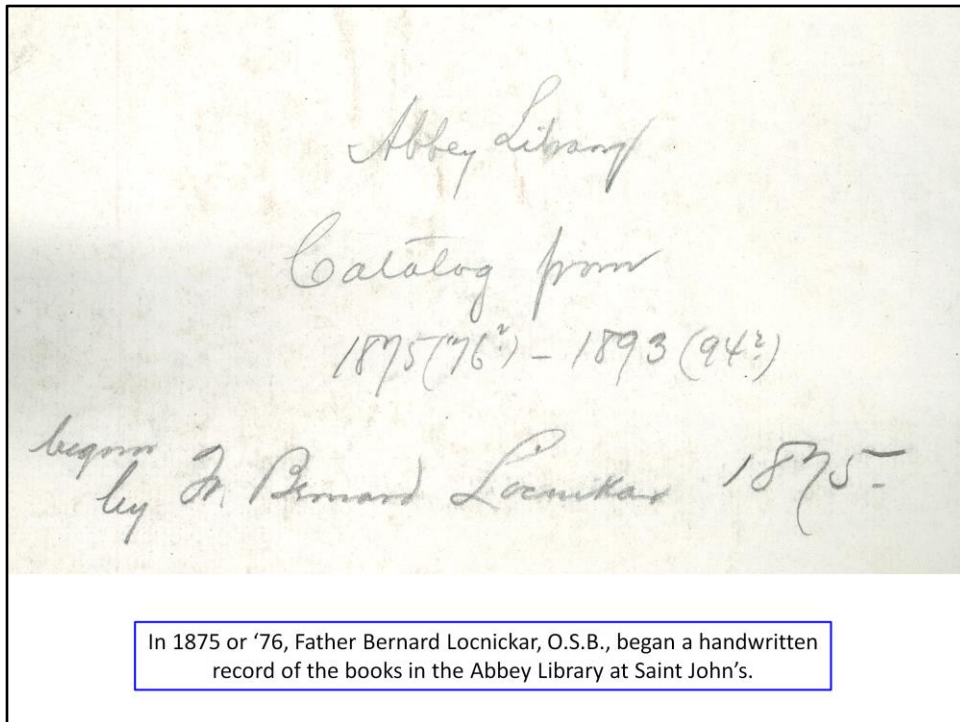 Abbey Library
Catalog from
1875 ('76?) – 1893 (94?)
begun
by Fr. Bernard Locnikar 1875-
In 1875 or ‘76, Father Bernard Locnickar, O.S.B., began a handwritten
record of the books in the Abbey Library at Saint John’s.